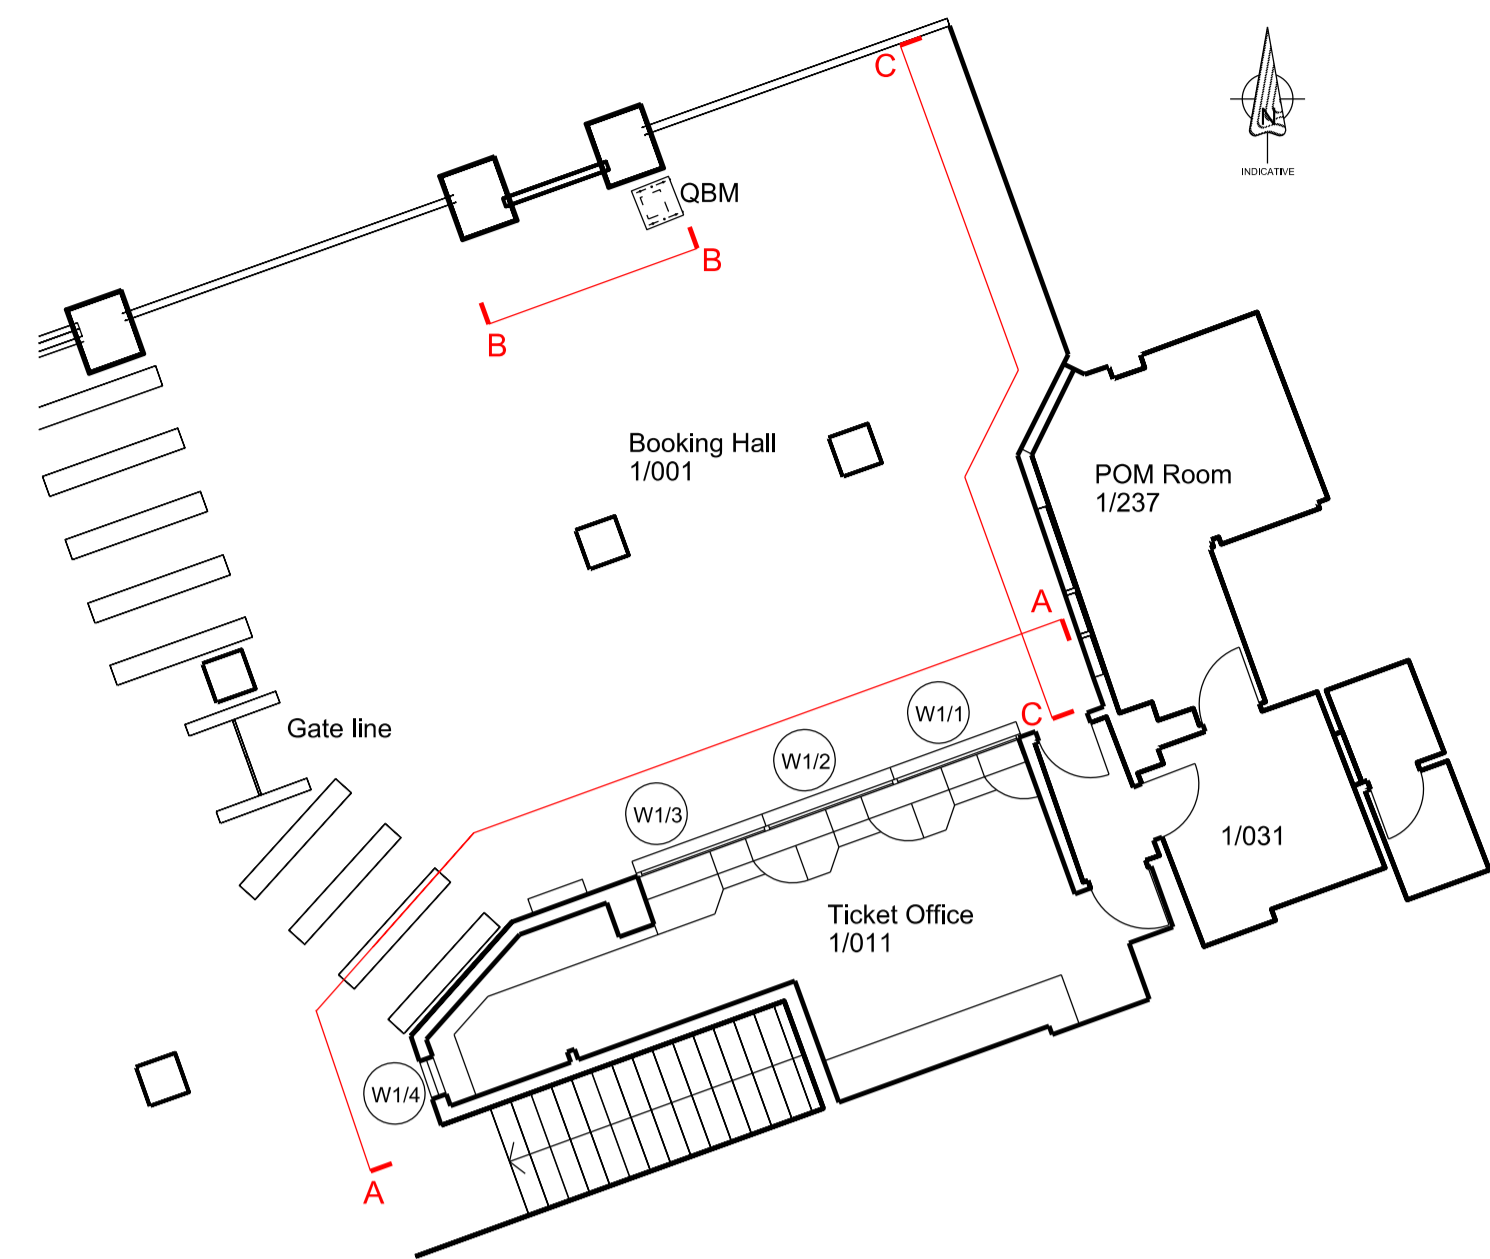 C
N
INDICATIVE
QBM
B
B
Booking Hall
1/001
POM Room
1/237
A
C
W1/1
Gate line
W1/2
W1/3
1/031
Ticket Office
1/011
W1/4
A